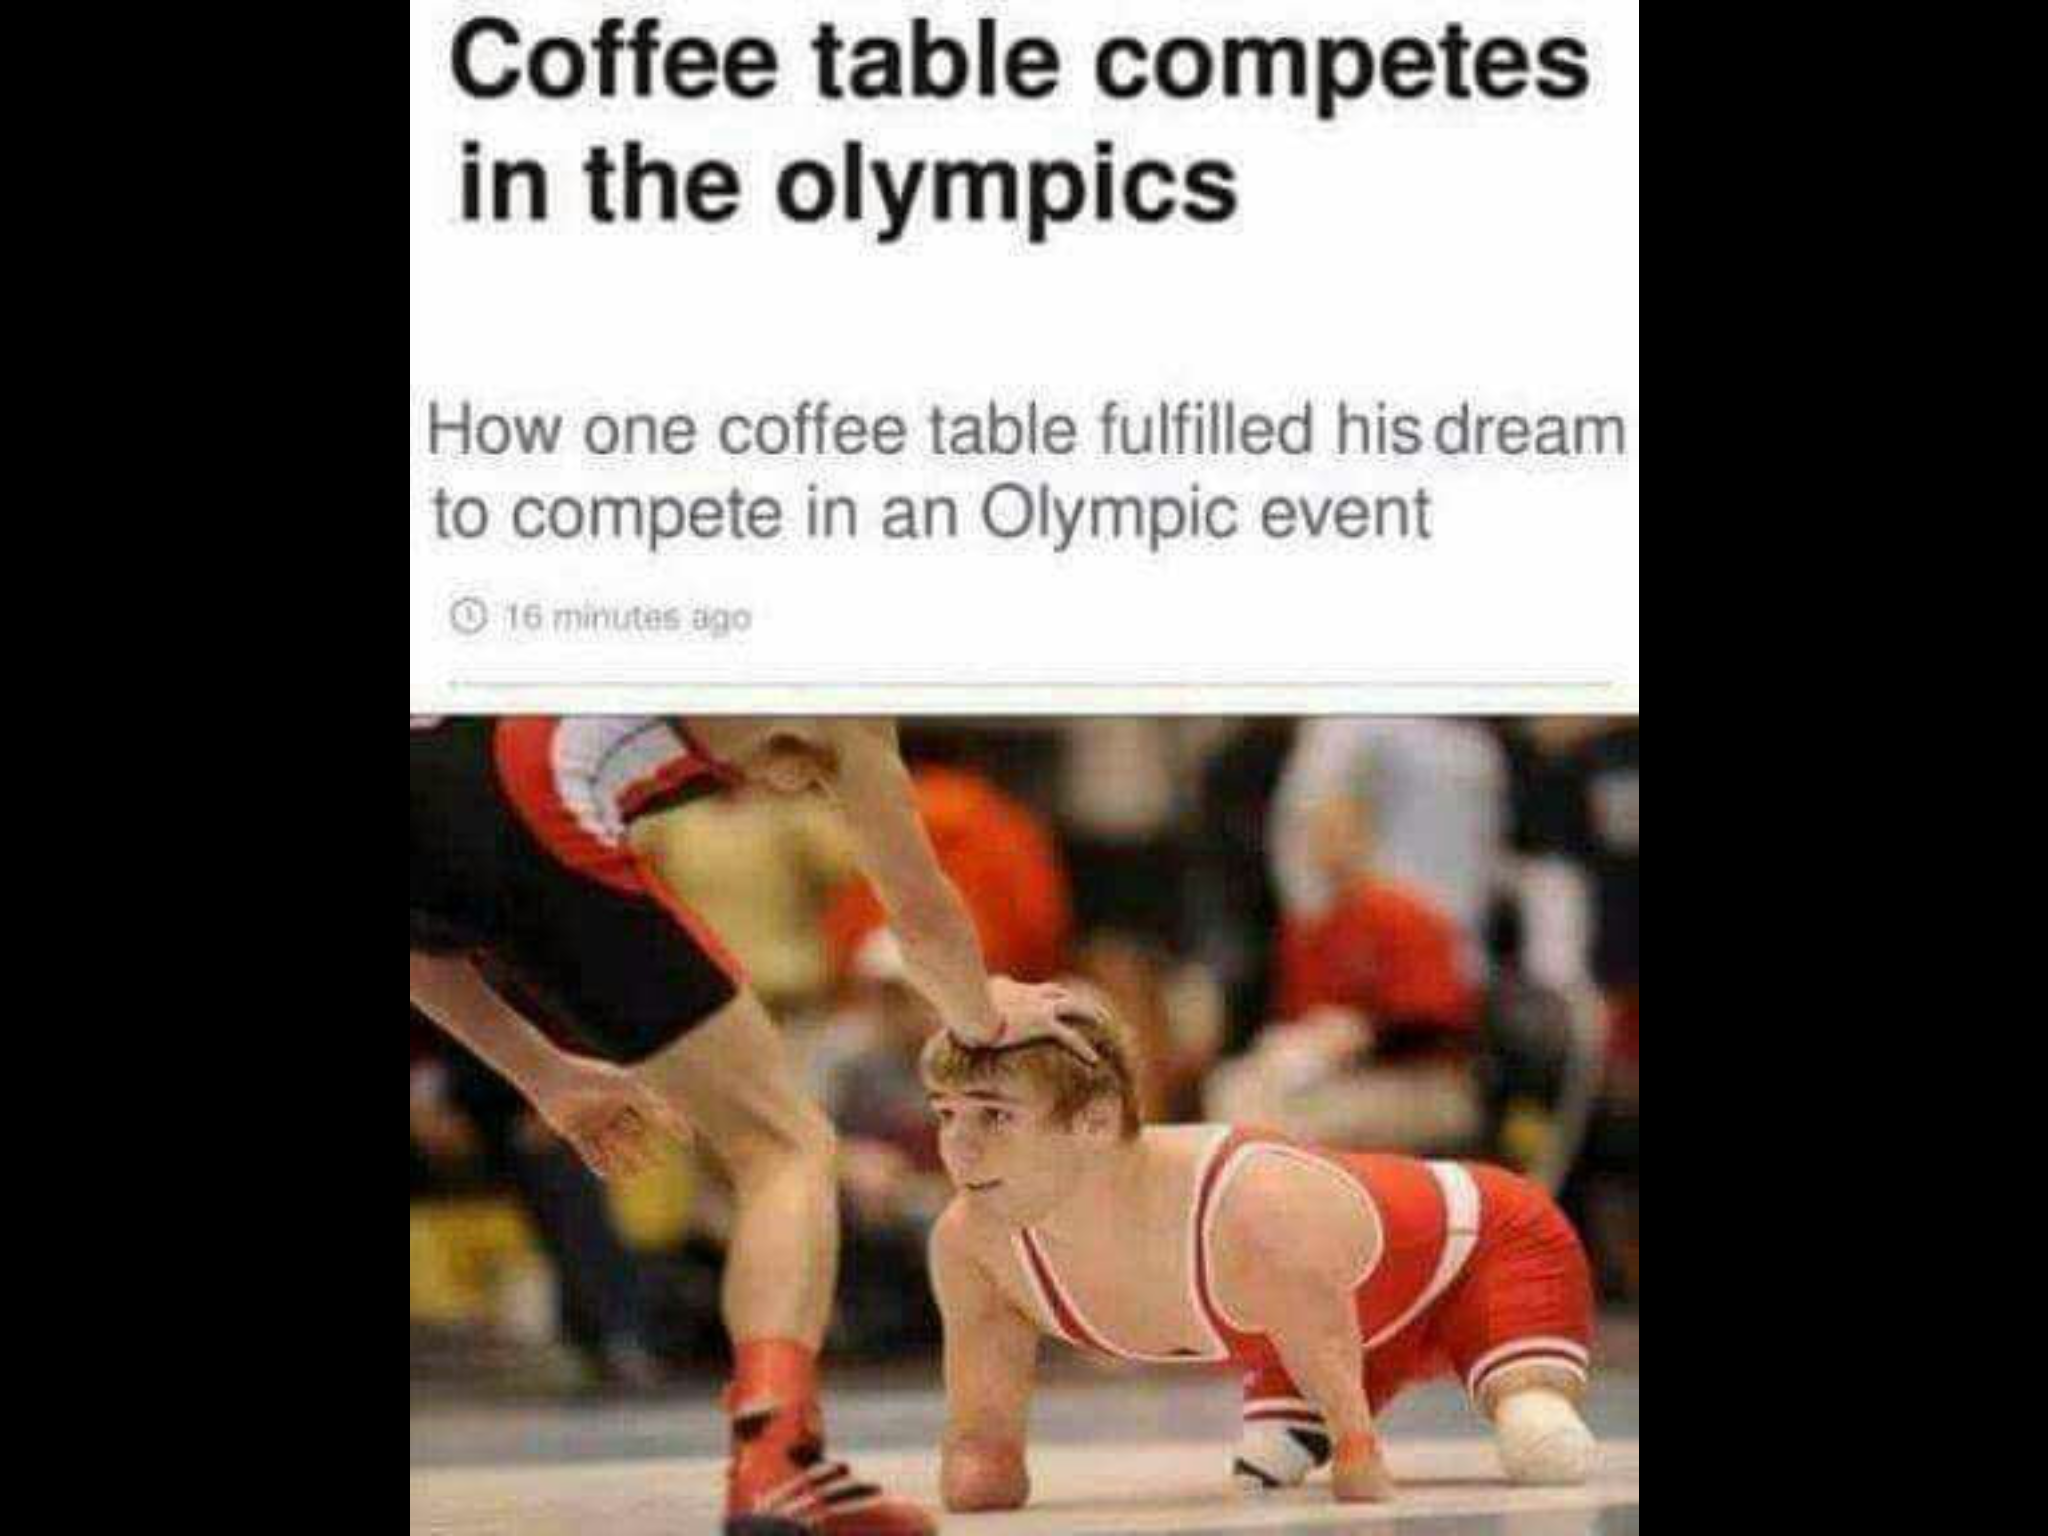 Coffee table competes
in the olympics
How one coffee table fulfilled his dream
to compete in an Olympic event
16 minutes ago